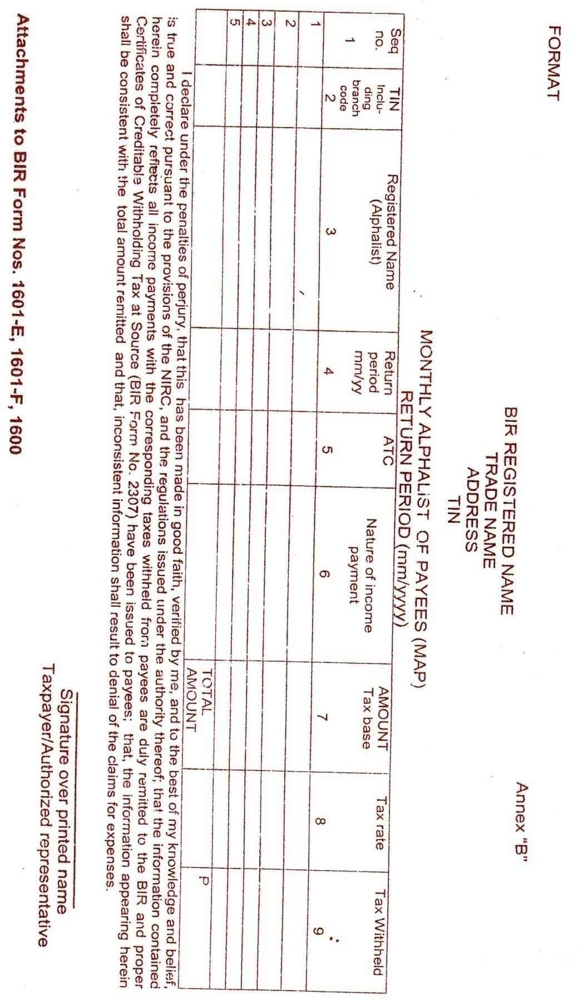 FORMAT
Annex "B"
BIR REGISTERED NAME
TRADE NAME
ADDRESS
TIN
MONTHLY ALPHALIST OF PAYEES (MAP)
RETURN PERIOD (mm/yyyy)
Seq no. 1
TIN Inclu- ding branch code 2
Registered Name (Alphalist) 3
Return period mm/yy 4
ATC 5
Nature of income payment 6
AMOUNT Tax base 7
Tax rate 8
Tax Withheld 9
1
2
3
4
5
TOTAL AMOUNT P
I declare under the penalties of perjury, that this has been made in good faith, verified by me, and to the best of my knowledge and belief,
is true and correct pursuant to the provisions of the NIRC, and the regulations issued under the authority thereof; that the information contained
herein completely reflects all income payments with the corresponding taxes withheld from payees are duly remitted to the BIR and proper
Certificates of Creditable Withholding Tax at Source (BIR Form No. 2307) have been issued to payees; that, the information appearing herein
shall be consistent with the total amount remitted and that, inconsistent information shall result to denial of the claims for expenses.
Signature over printed name
Taxpayer/Authorized representative
Attachments to BIR Form Nos. 1601-E, 1601-F, 1600